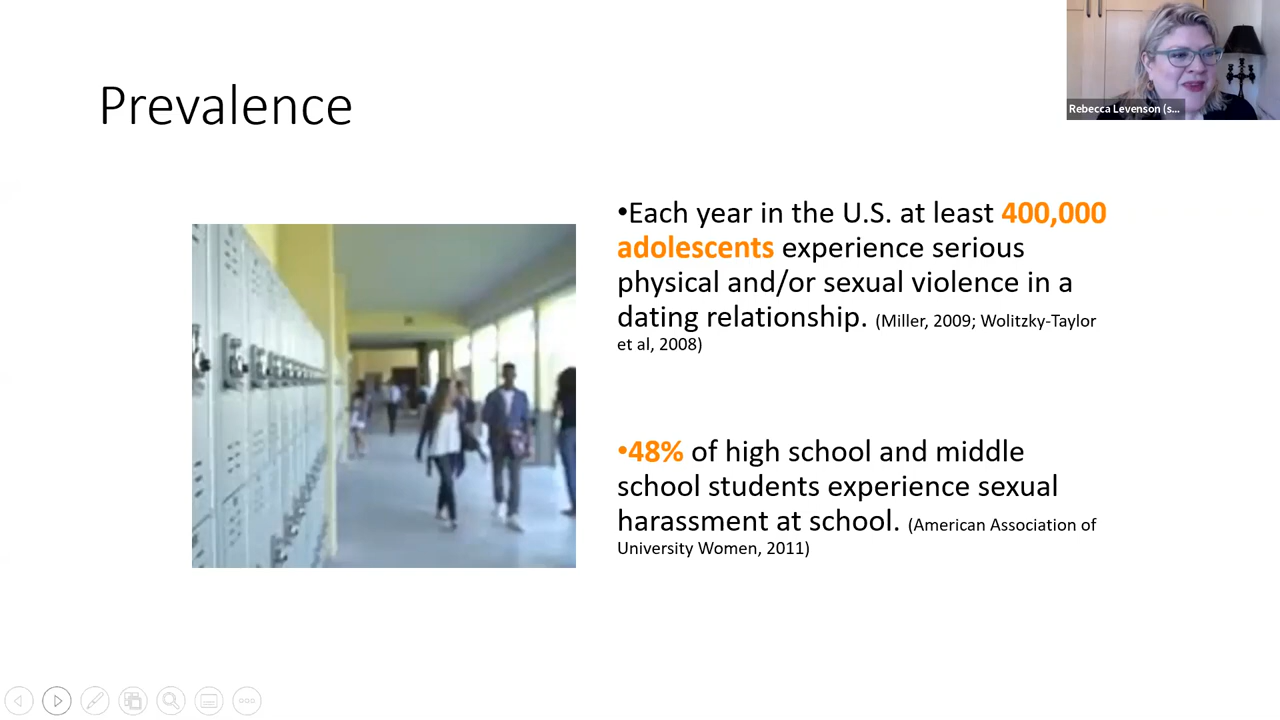 Prevalence
Rebecca Levenson (s...
•Each year in the U.S. at least 400,000
adolescents experience serious
physical and/or sexual violence in a
dating relationship. (Miller, 2009; Wolitzky-Taylor
et al, 2008)
•48% of high school and middle
school students experience sexual
harassment at school. (American Association of
University Women, 2011)